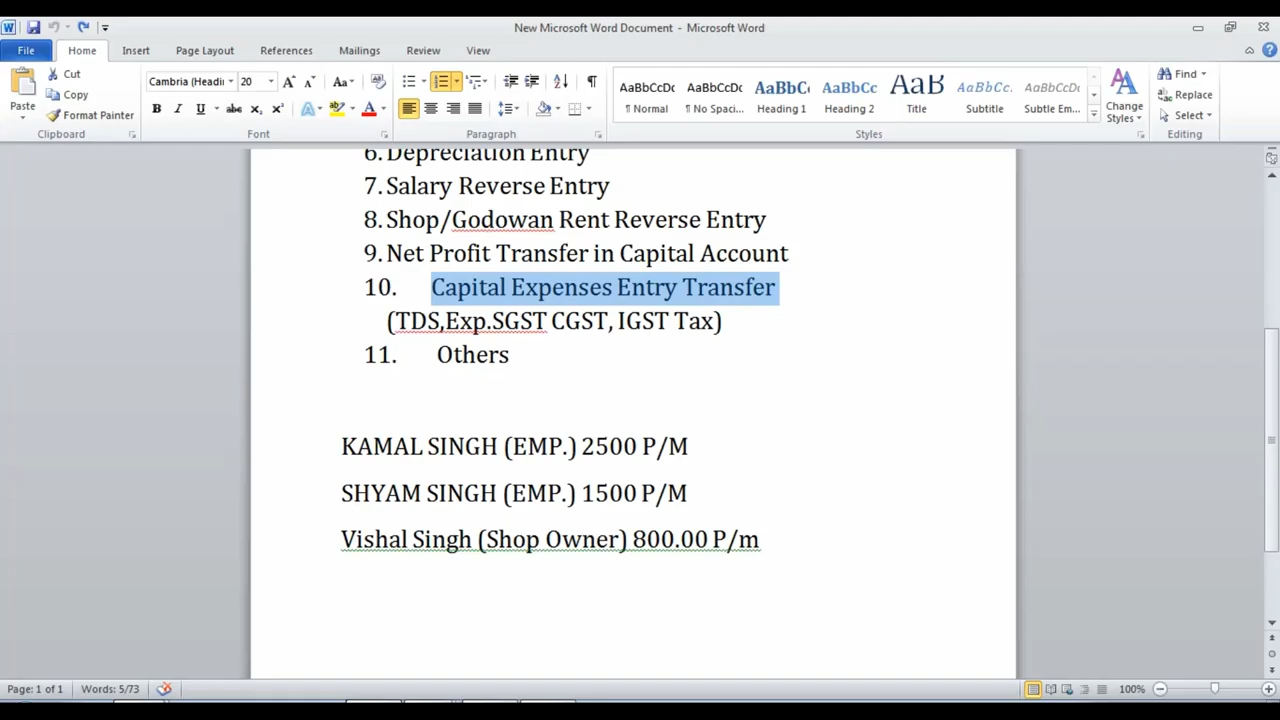 New Microsoft Word Document - Microsoft Word
File Home Insert Page Layout References Mailings Review View
Cut
Copy
Format Painter
Paste
Cambria (Headi 20
AaBbCcDc AaBbCcDc AaBbC AaBbCc AaB AaBbCc. AaBbCcDc
¶ Normal ¶ No Spaci... Heading 1 Heading 2 Title Subtitle Subtle Em...
Change Styles
Find
Replace
Select
Clipboard Font Paragraph Styles Editing
6. Depreciation Entry
7. Salary Reverse Entry
8. Shop/Godowan Rent Reverse Entry
9. Net Profit Transfer in Capital Account
10. Capital Expenses Entry Transfer
(TDS,Exp.SGST CGST, IGST Tax)
11. Others
KAMAL SINGH (EMP.) 2500 P/M
SHYAM SINGH (EMP.) 1500 P/M
Vishal Singh (Shop Owner) 800.00 P/m
Page: 1 of 1 Words: 5/73 100%